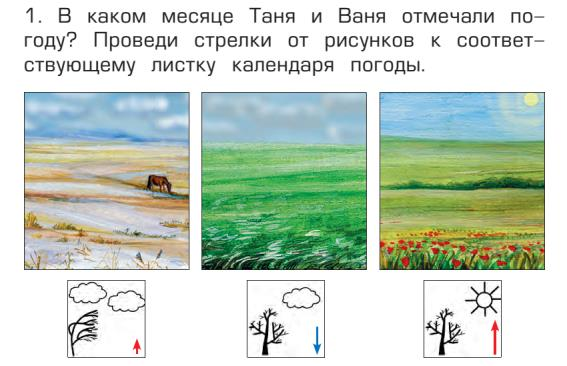 1. В каком месяце Таня и Ваня отмечали по–
году? Проведи стрелки от рисунков к соответ–
ствующему листку календаря погоды.